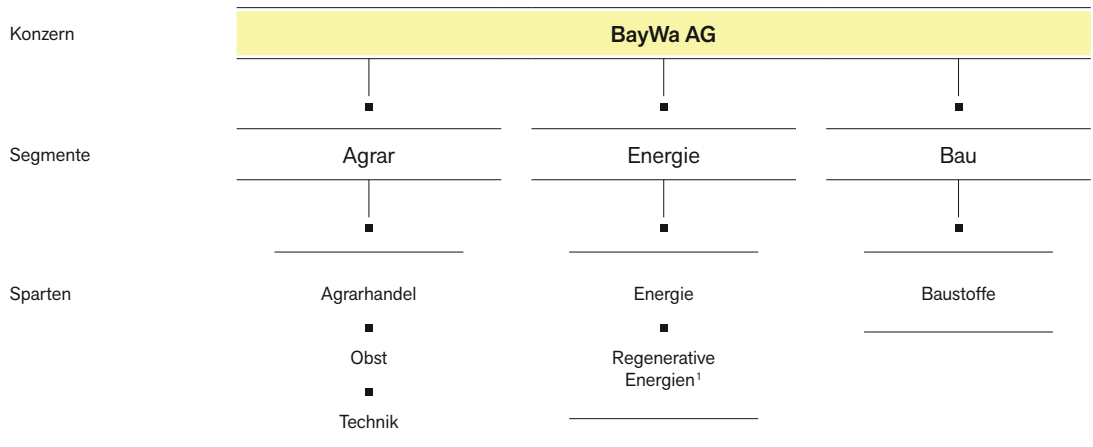 Konzern
BayWa AG
Segmente
Agrar
Energie
Bau
Sparten
Agrarhandel
Energie
Baustoffe
Obst
Regenerative
Energien¹
Technik